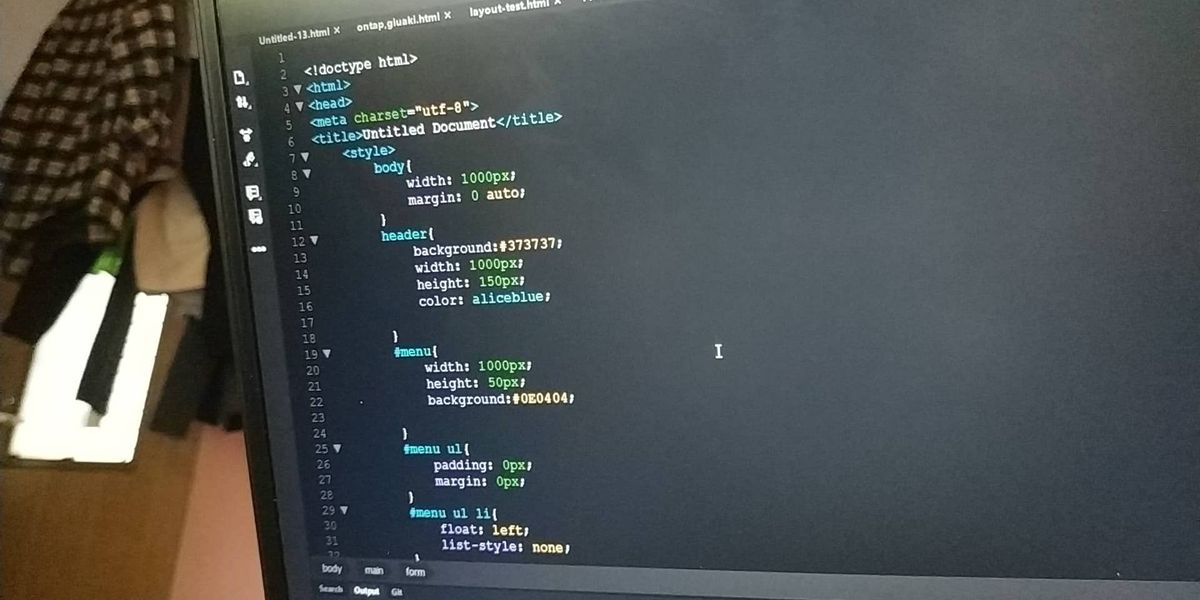 Untitled-13.html × ontap,giuaki.html × layout-test.html ×
1
2 <!doctype html>
3 <html>
4 <head>
5 <meta charset="utf-8">
6 <title>Untitled Document</title>
7 <style>
8 body{
9 width: 1000px;
10 margin: 0 auto;
11 }
12 header{
13 background:#373737;
14 width: 1000px;
15 height: 150px;
16 color: aliceblue;
17
18 }
19 #menu{
20 width: 1000px;
21 height: 50px;
22 background:#0E0404;
23
24 }
25 #menu ul{
26 padding: 0px;
27 margin: 0px;
28 }
29 #menu ul li{
30 float: left;
31 list-style: none;
32
body main form
Search Output Git